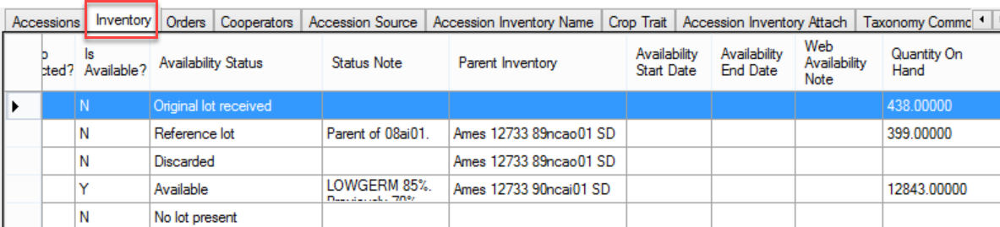 Accessions Inventory Orders Cooperators Accession Source Accession Inventory Name Crop Trait Accession Inventory Attach Taxonomy Commo
cted? Is Available? Availability Status Status Note Parent Inventory Availability Start Date Availability End Date Web Availability Note Quantity On Hand
N Original lot received 438.00000
N Reference lot Parent of 08ai01. Ames 12733 89ncao01 SD 399.00000
N Discarded Ames 12733 89ncao01 SD
Y Available LOWGERM 85%. Ames 12733 90ncai01 SD 12843.00000
N No lot present